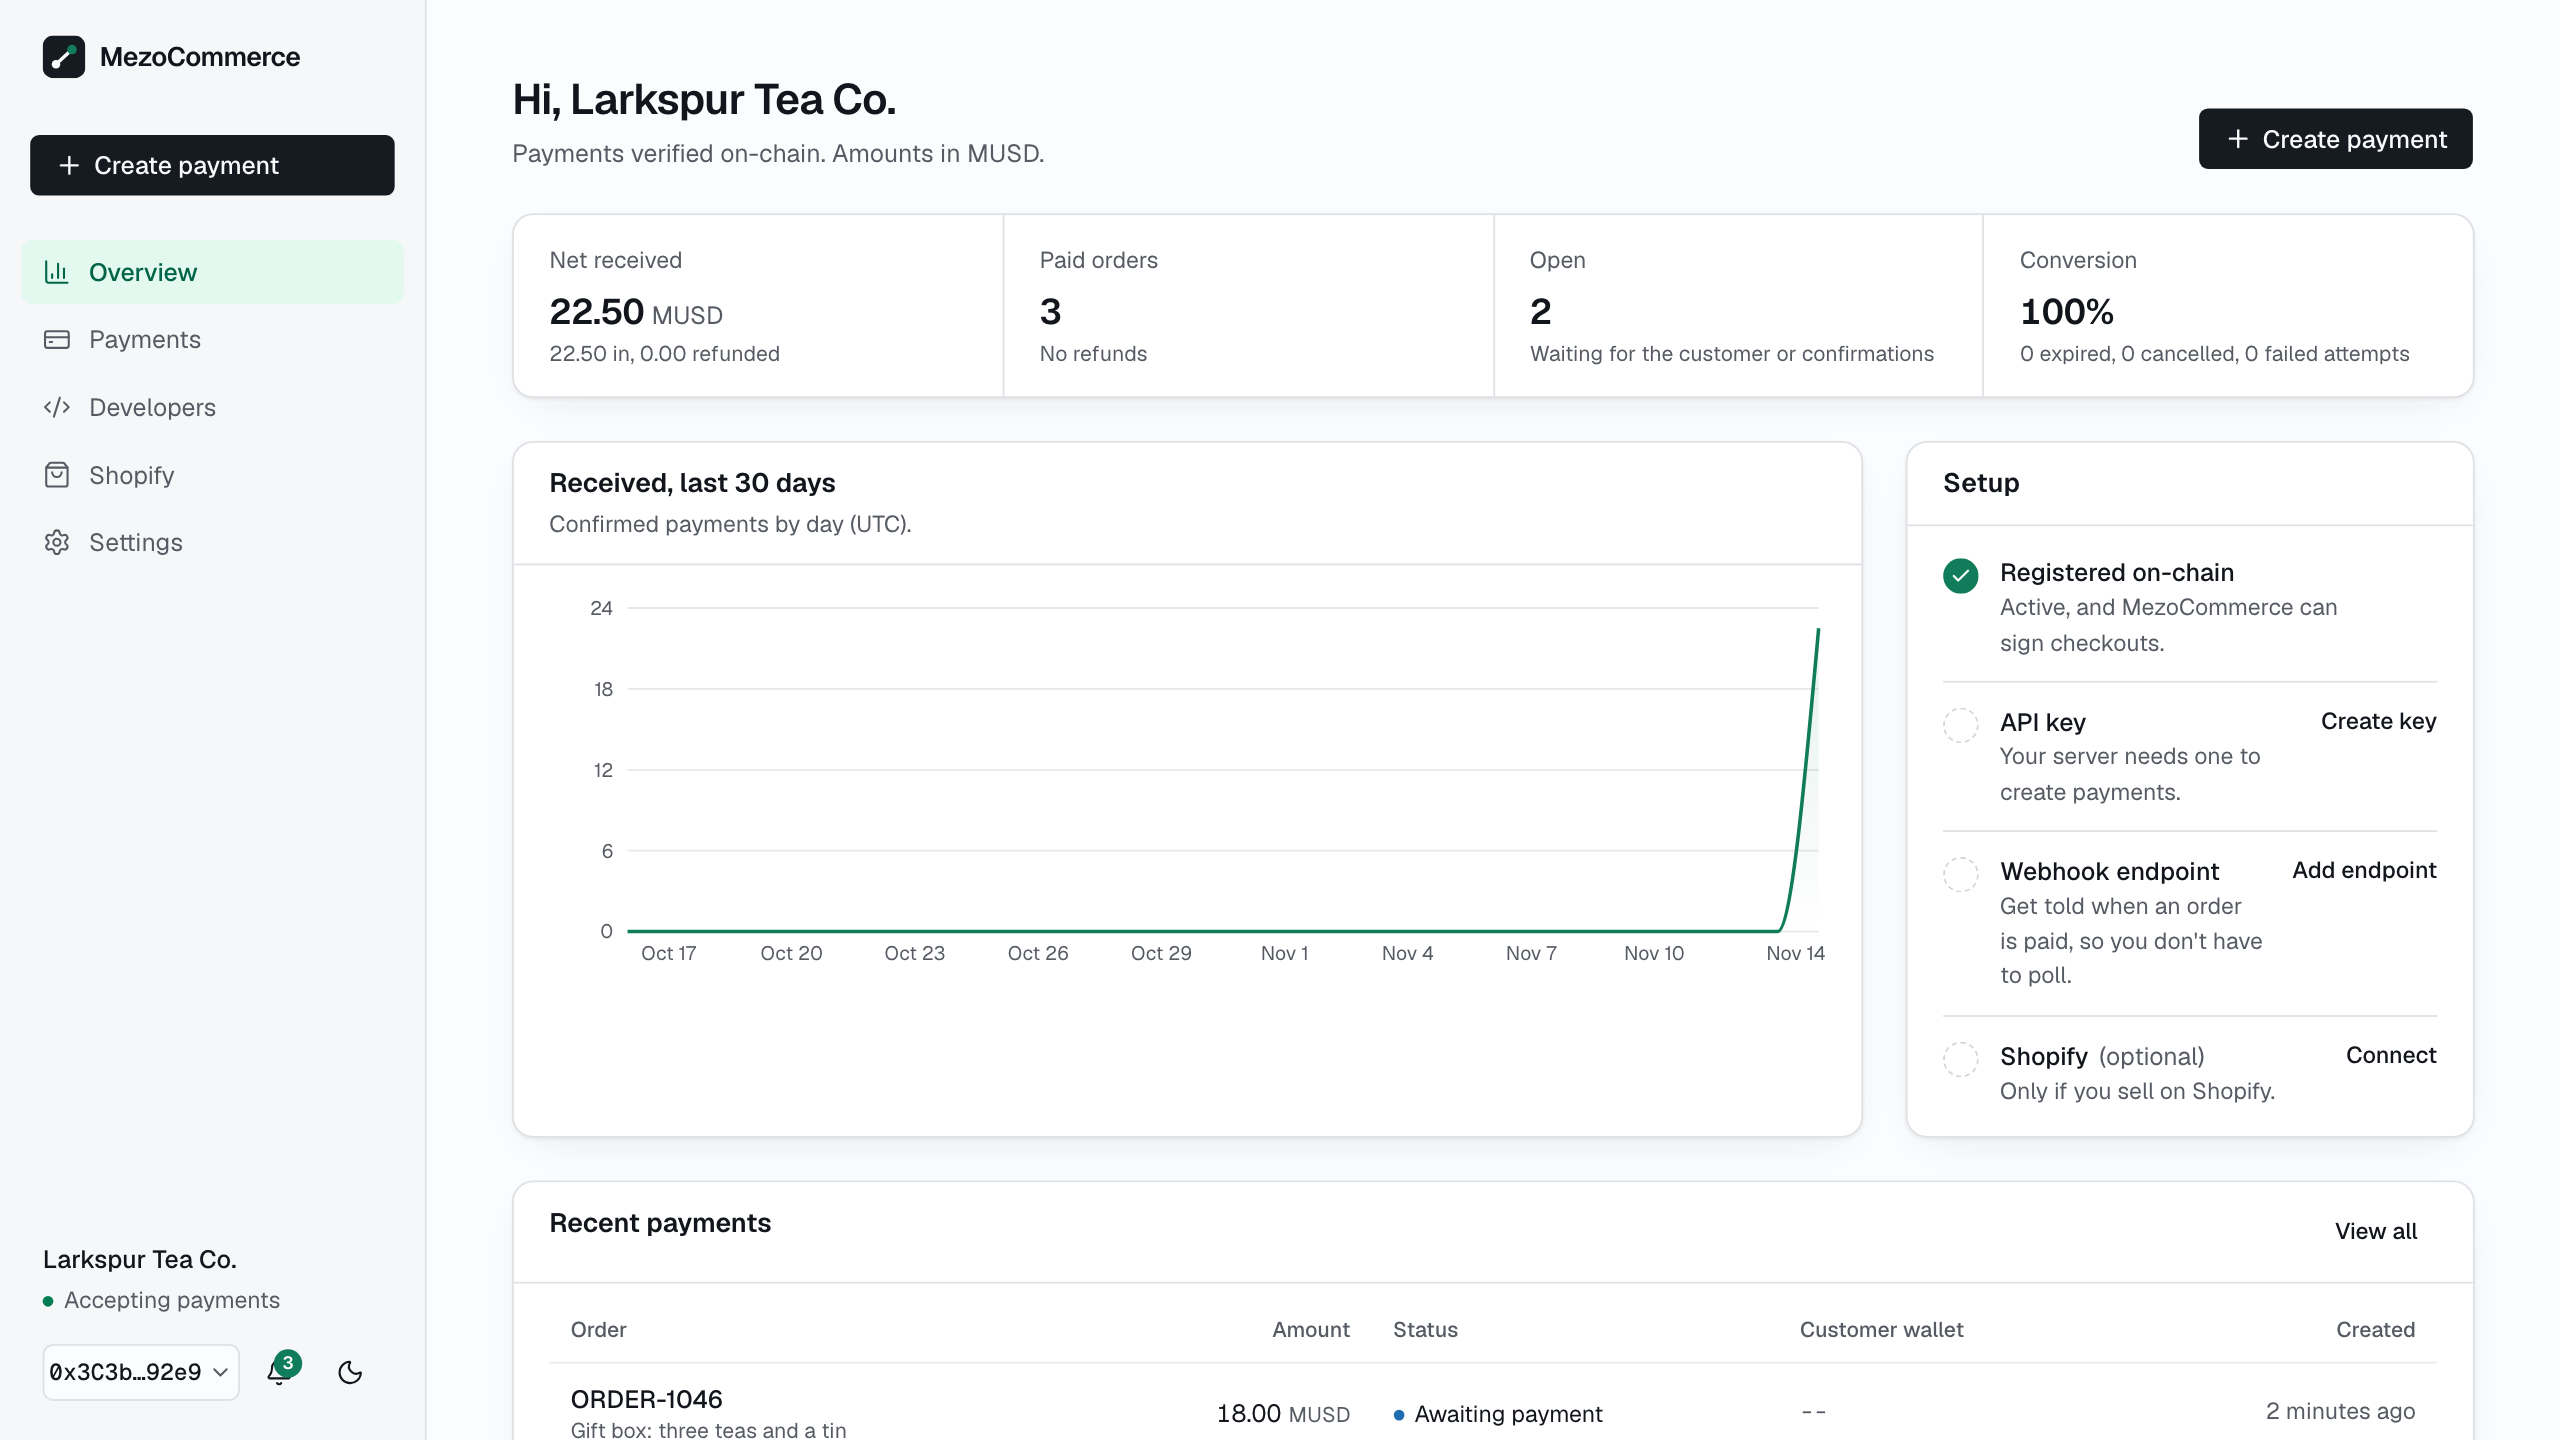 MezoCommerce
Create payment
Overview
Payments
Developers
Shopify
Settings
Larkspur Tea Co.
Accepting payments
0x3C3b…92e9
3
Hi, Larkspur Tea Co.
Payments verified on-chain. Amounts in MUSD.
Create payment
Net received
22.50 MUSD
22.50 in, 0.00 refunded
Paid orders
3
No refunds
Open
2
Waiting for the customer or confirmations
Conversion
100%
0 expired, 0 cancelled, 0 failed attempts
Received, last 30 days
Confirmed payments by day (UTC).
24
18
12
6
0
Oct 17 Oct 20 Oct 23 Oct 26 Oct 29 Nov 1 Nov 4 Nov 7 Nov 10 Nov 14
Setup
Registered on-chain
Active, and MezoCommerce can
sign checkouts.
API key Create key
Your server needs one to
create payments.
Webhook endpoint Add endpoint
Get told when an order
is paid, so you don't have
to poll.
Shopify (optional) Connect
Only if you sell on Shopify.
Recent payments View all
Order Amount Status Customer wallet Created
ORDER-1046
Gift box: three teas and a tin
18.00 MUSD Awaiting payment -- 2 minutes ago